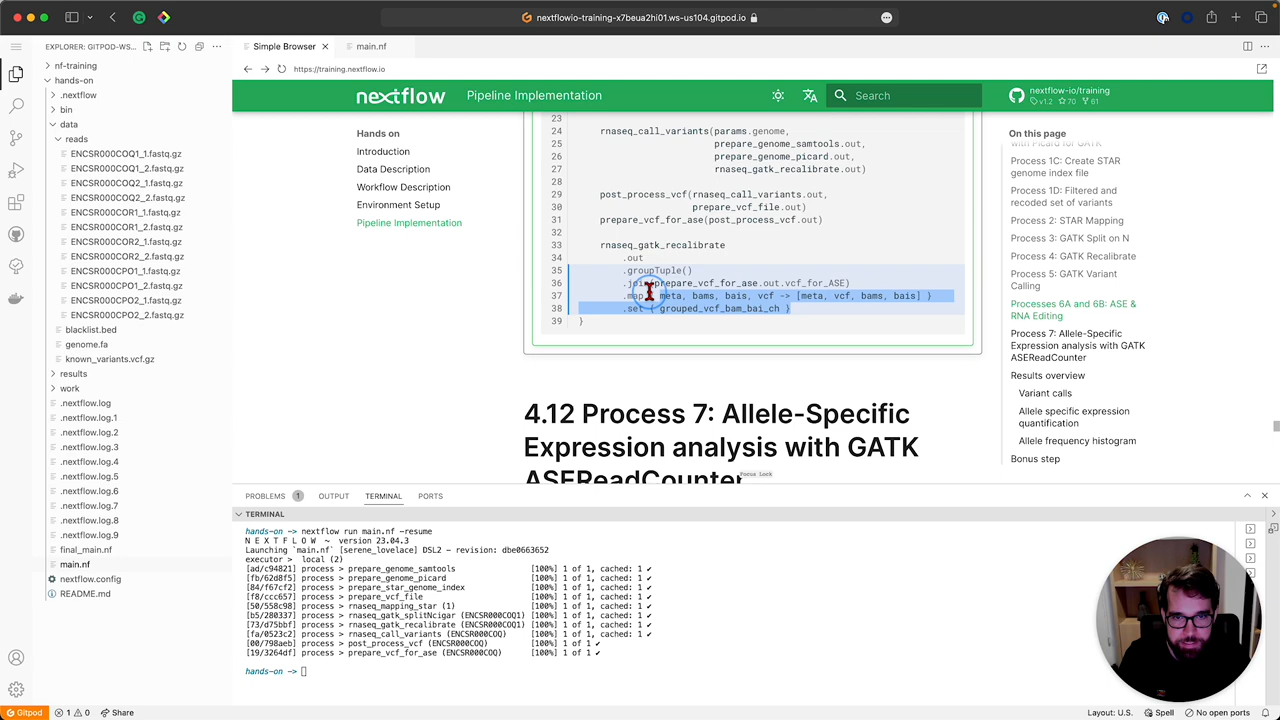 nextflowio-training-x7beua2hi01.ws-us104.gitpod.io
EXPLORER: GITPOD-WS...
nf-training
hands-on
.nextflow
bin
data
reads
ENCSR000COQ1_1.fastq.gz
ENCSR000COQ1_2.fastq.gz
ENCSR000COQ2_1.fastq.gz
ENCSR000COQ2_2.fastq.gz
ENCSR000COR1_1.fastq.gz
ENCSR000COR1_2.fastq.gz
ENCSR000COR2_1.fastq.gz
ENCSR000COR2_2.fastq.gz
ENCSR000CPO1_1.fastq.gz
ENCSR000CPO1_2.fastq.gz
ENCSR000CPO2_1.fastq.gz
ENCSR000CPO2_2.fastq.gz
blacklist.bed
genome.fa
known_variants.vcf.gz
results
work
.nextflow.log
.nextflow.log.1
.nextflow.log.2
.nextflow.log.3
.nextflow.log.4
.nextflow.log.5
.nextflow.log.6
.nextflow.log.7
.nextflow.log.8
.nextflow.log.9
final_main.nf
main.nf
nextflow.config
README.md
Simple Browser
main.nf
https://training.nextflow.io
nextflow
Pipeline Implementation
Search
nextflow-io/training
v1.2 70 61
Hands on
Introduction
Data Description
Workflow Description
Environment Setup
Pipeline Implementation
23
24 rnaseq_call_variants(params.genome,
25 prepare_genome_samtools.out,
26 prepare_genome_picard.out,
27 rnaseq_gatk_recalibrate.out)
28
29 post_process_vcf(rnaseq_call_variants.out,
30 prepare_vcf_file.out)
31 prepare_vcf_for_ase(post_process_vcf.out)
32
33 rnaseq_gatk_recalibrate
34 .out
35 .groupTuple()
36 .join(prepare_vcf_for_ase.out.vcf_for_ASE)
37 .map { meta, bams, bais, vcf -> [meta, vcf, bams, bais] }
38 .set { grouped_vcf_bam_bai_ch }
39 }
4.12 Process 7: Allele-Specific
Expression analysis with GATK
ASEReadCounter
Focus Lock
On this page
with Picard for GATK
Process 1C: Create STAR
genome index file
Process 1D: Filtered and
recoded set of variants
Process 2: STAR Mapping
Process 3: GATK Split on N
Process 4: GATK Recalibrate
Process 5: GATK Variant
Calling
Processes 6A and 6B: ASE &
RNA Editing
Process 7: Allele-Specific
Expression analysis with GATK
ASEReadCounter
Results overview
Variant calls
Allele specific expression
quantification
Allele frequency histogram
Bonus step
PROBLEMS 1 OUTPUT TERMINAL PORTS
TERMINAL
hands-on -> nextflow run main.nf -resume
N E X T F L O W ~ version 23.04.3
Launching `main.nf` [serene_lovelace] DSL2 - revision: dbe0663652
executor > local (2)
[ad/c94821] process > prepare_genome_samtools [100%] 1 of 1, cached: 1 ✔
[fb/62d8f5] process > prepare_genome_picard [100%] 1 of 1, cached: 1 ✔
[84/f67cf2] process > prepare_star_genome_index [100%] 1 of 1, cached: 1 ✔
[f8/ccc657] process > prepare_vcf_file [100%] 1 of 1, cached: 1 ✔
[50/558c98] process > rnaseq_mapping_star (1) [100%] 1 of 1, cached: 1 ✔
[b5/280337] process > rnaseq_gatk_splitNcigar (ENCSR000COQ1) [100%] 1 of 1, cached: 1 ✔
[73/d75bbf] process > rnaseq_gatk_recalibrate (ENCSR000COQ1) [100%] 1 of 1, cached: 1 ✔
[fa/0523c2] process > rnaseq_call_variants (ENCSR000COQ) [100%] 1 of 1, cached: 1 ✔
[00/798aeb] process > post_process_vcf (ENCSR000COQ) [100%] 1 of 1 ✔
[19/3264df] process > prepare_vcf_for_ase (ENCSR000COQ) [100%] 1 of 1 ✔
hands-on ->
Gitpod 1 0 Share
Layout: U.S. Spell No open ports